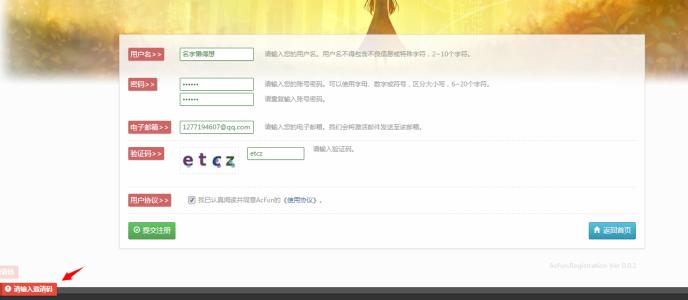 用户名>> 名字懒得想 请输入您的用户名。用户名不得包含不良信息或特殊字符，2~10个字符。
密码>> •••••• 请输入您的账号密码。可以使用字母、数字或符号，区分大小写，6~20个字符。
•••••• 请重复输入账号密码。
电子邮箱>> 1277194607@qq.com 请输入您的电子邮箱。我们会将激活邮件发送至该邮箱。
验证码>> etcz etcz 请输入验证码。
用户协议>> 我已认真阅读并同意AcFun的《使用协议》。
提交注册 返回首页
AcFun.Registration Ver 0.0.2
请输入邀请码